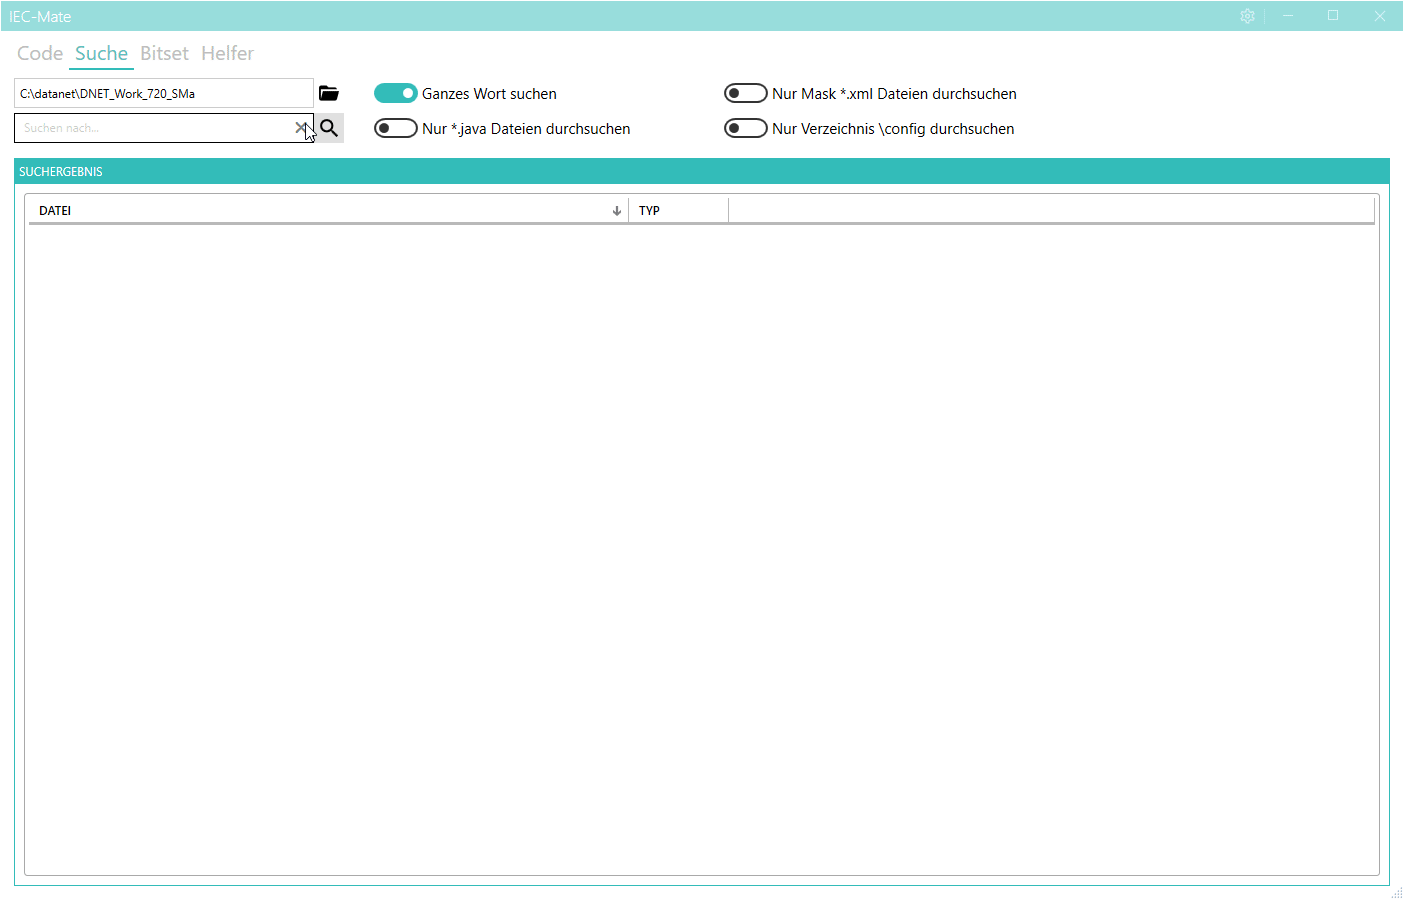 IEC-Mate
Code Suche Bitset Helfer
C:\datanet\DNET_Work_720_SMa
Ganzes Wort suchen
Nur Mask *.xml Dateien durchsuchen
Suchen nach...
Nur *.java Dateien durchsuchen
Nur Verzeichnis \config durchsuchen
SUCHERGEBNIS
DATEI
TYP